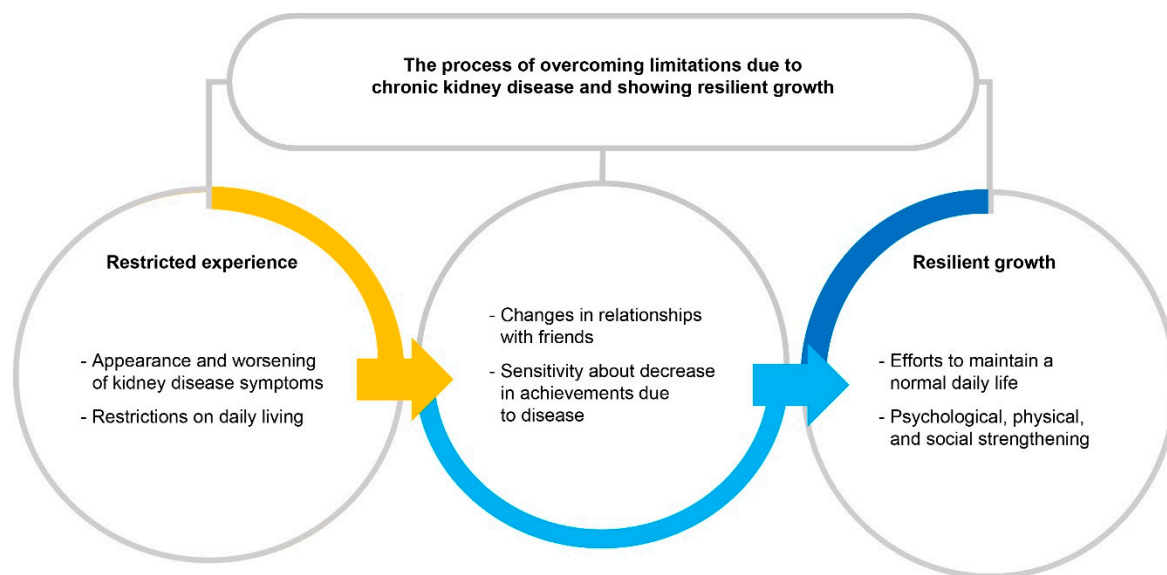 The process of overcoming limitations due to
chronic kidney disease and showing resilient growth
Restricted experience
- Appearance and worsening
of kidney disease symptoms
- Restrictions on daily living
- Changes in relationships
with friends
- Sensitivity about decrease
in achievements due
to disease
Resilient growth
- Efforts to maintain a
normal daily life
- Psychological, physical,
and social strengthening